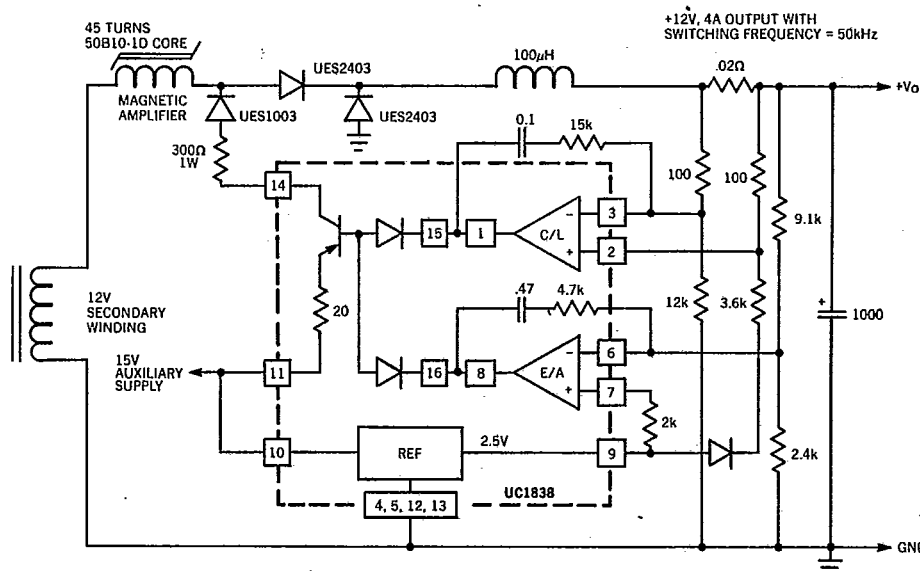 45 TURNS
50B10-1D CORE
MAGNETIC
AMPLIFIER
UES2403
UES1003
UES2403
100μH
+12V, 4A OUTPUT WITH
SWITCHING FREQUENCY = 50kHz
.02Ω
+Vo
300Ω
1W
0.1
15k
100
100
9.1k
14
15
1
C/L
−
+
3
2
12V
SECONDARY
WINDING
20
.47
4.7k
12k
3.6k
+
1000
15V
AUXILIARY
SUPPLY
11
16
8
E/A
−
+
6
7
2k
10
REF
2.5V
9
2.4k
4, 5, 12, 13
UC1838
GND